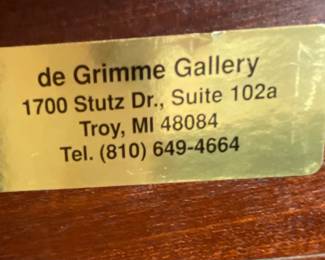 de Grimme Gallery
1700 Stutz Dr., Suite 102a
Troy, MI 48084
Tel. (810) 649-4664